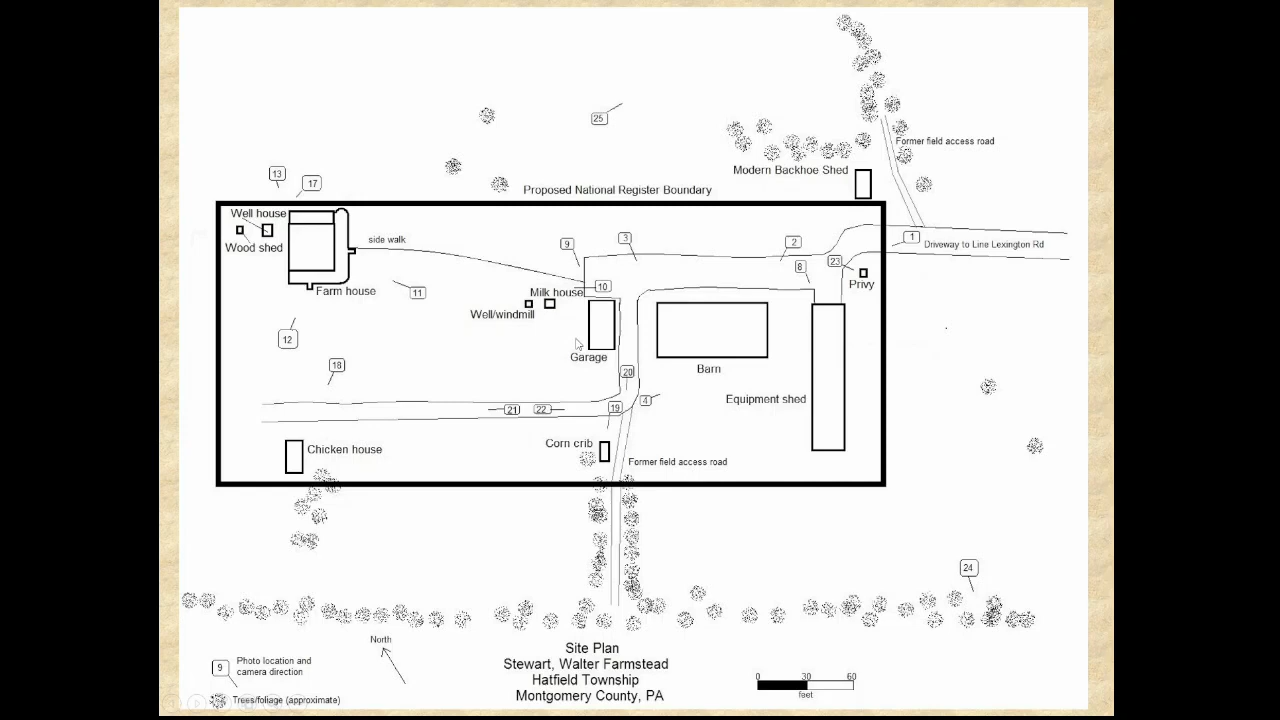 25
Former field access road
Modern Backhoe Shed
13
17
Proposed National Register Boundary
Well house
Wood shed
side walk
9
3
2
1
Driveway to Line Lexington Rd
8
23
Privy
Farm house
11
Milk house
10
Well/windmill
12
Garage
18
Barn
20
21
22
19
4
Equipment shed
Chicken house
Corn crib
Former field access road
24
North
9
Photo location and
camera direction
Trees/foliage (approximate)
Site Plan
Stewart, Walter Farmstead
Hatfield Township
Montgomery County, PA
0 30 60
feet